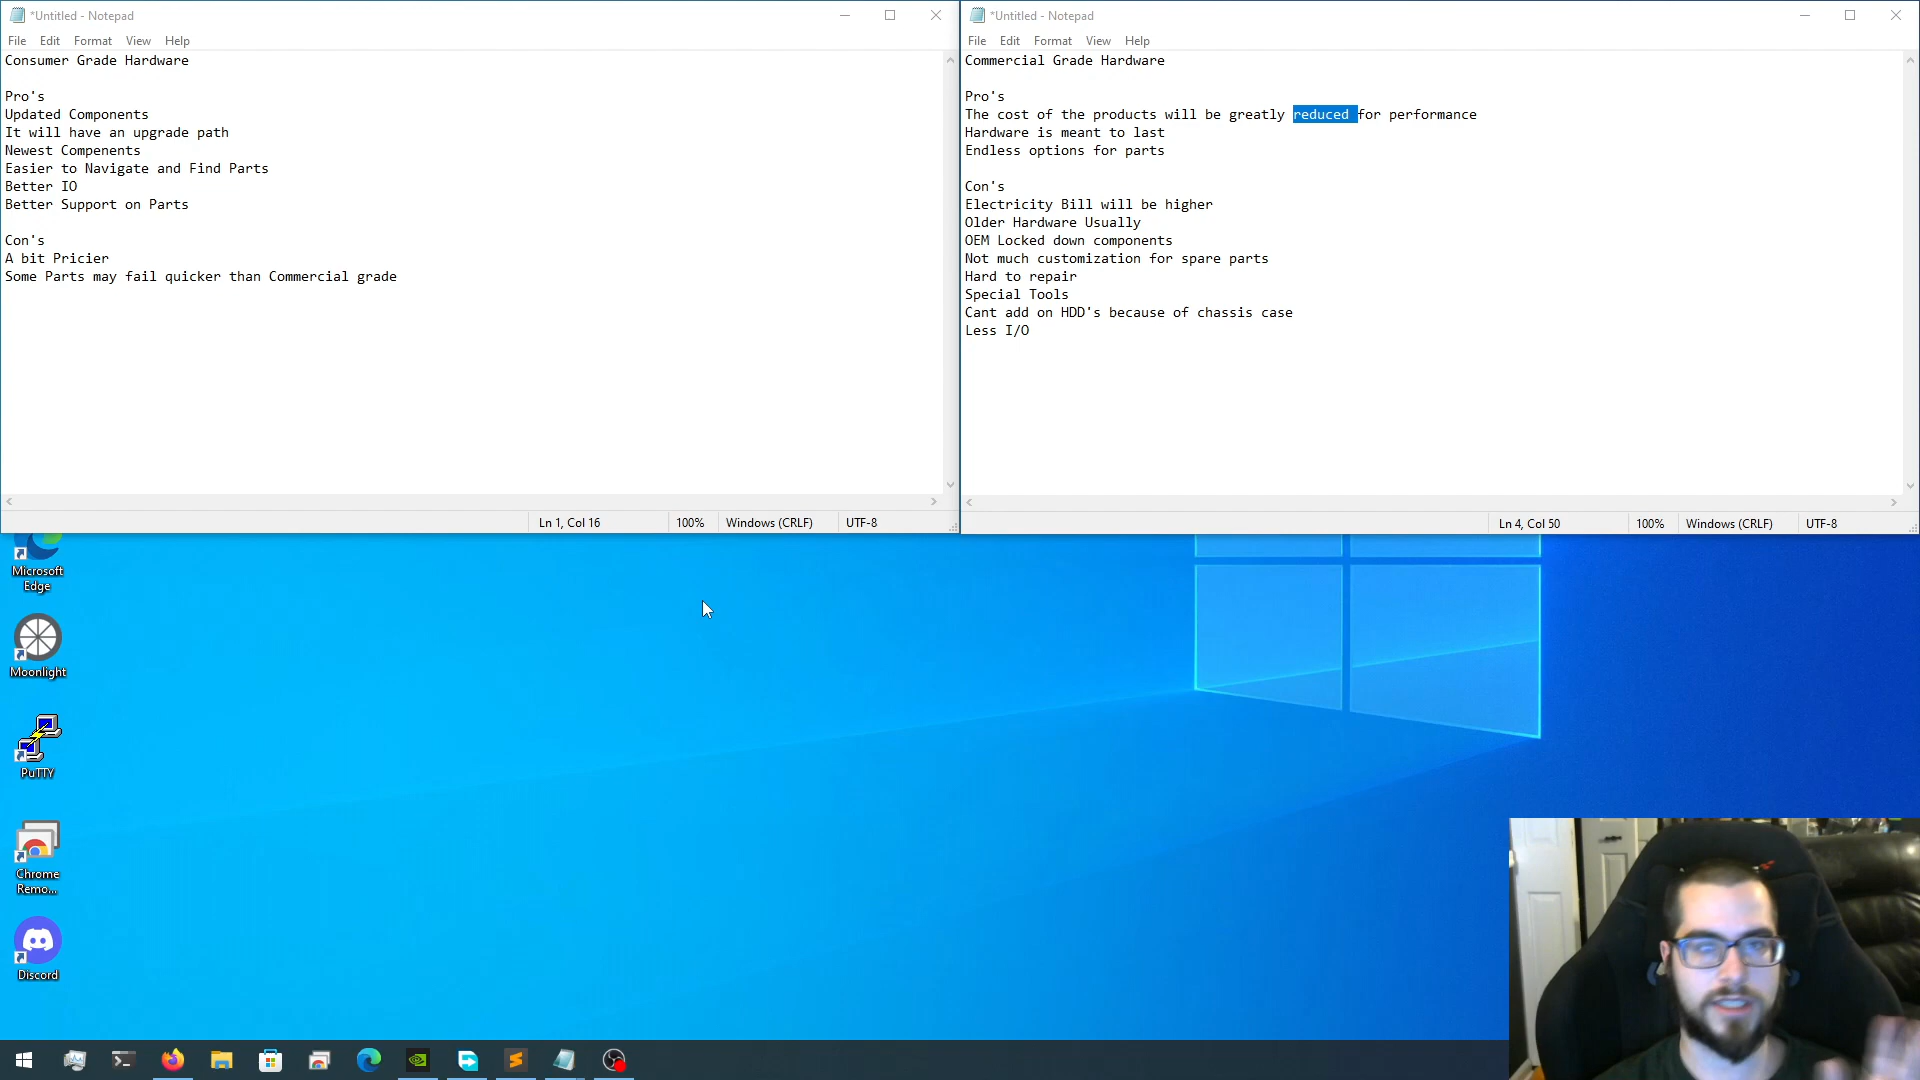 *Untitled - Notepad
File Edit Format View Help
Consumer Grade Hardware
Pro's
Updated Components
It will have an upgrade path
Newest Compenents
Easier to Navigate and Find Parts
Better IO
Better Support on Parts
Con's
A bit Pricier
Some Parts may fail quicker than Commercial grade
Ln 1, Col 16 100% Windows (CRLF) UTF-8
*Untitled - Notepad
File Edit Format View Help
Commercial Grade Hardware
Pro's
The cost of the products will be greatly reduced for performance
Hardware is meant to last
Endless options for parts
Con's
Electricity Bill will be higher
Older Hardware Usually
OEM Locked down components
Not much customization for spare parts
Hard to repair
Special Tools
Cant add on HDD's because of chassis case
Less I/O
Ln 4, Col 50 100% Windows (CRLF) UTF-8
Microsoft
Edge
Moonlight
PuTTY
Chrome
Remo...
Discord